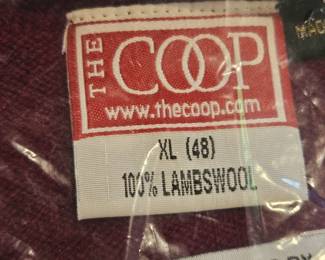 THE COOP
www.thecoop.com
XL (48)
100% LAMBSWOOL